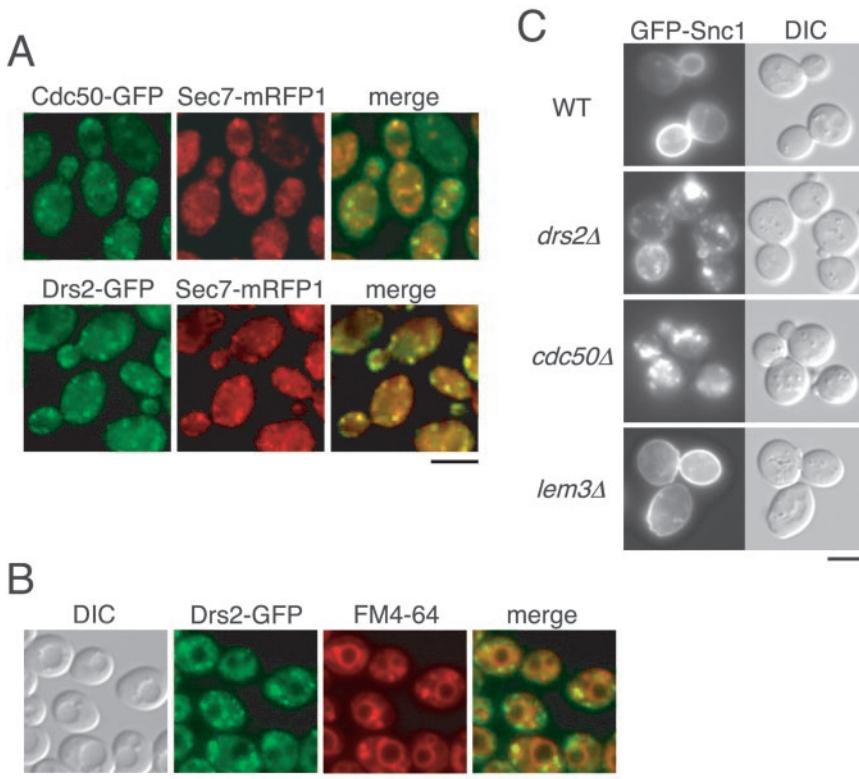 A
Cdc50-GFP Sec7-mRFP1 merge
Drs2-GFP Sec7-mRFP1 merge
C
GFP-Snc1 DIC
WT
drs2Δ
cdc50Δ
lem3Δ
B
DIC Drs2-GFP FM4-64 merge